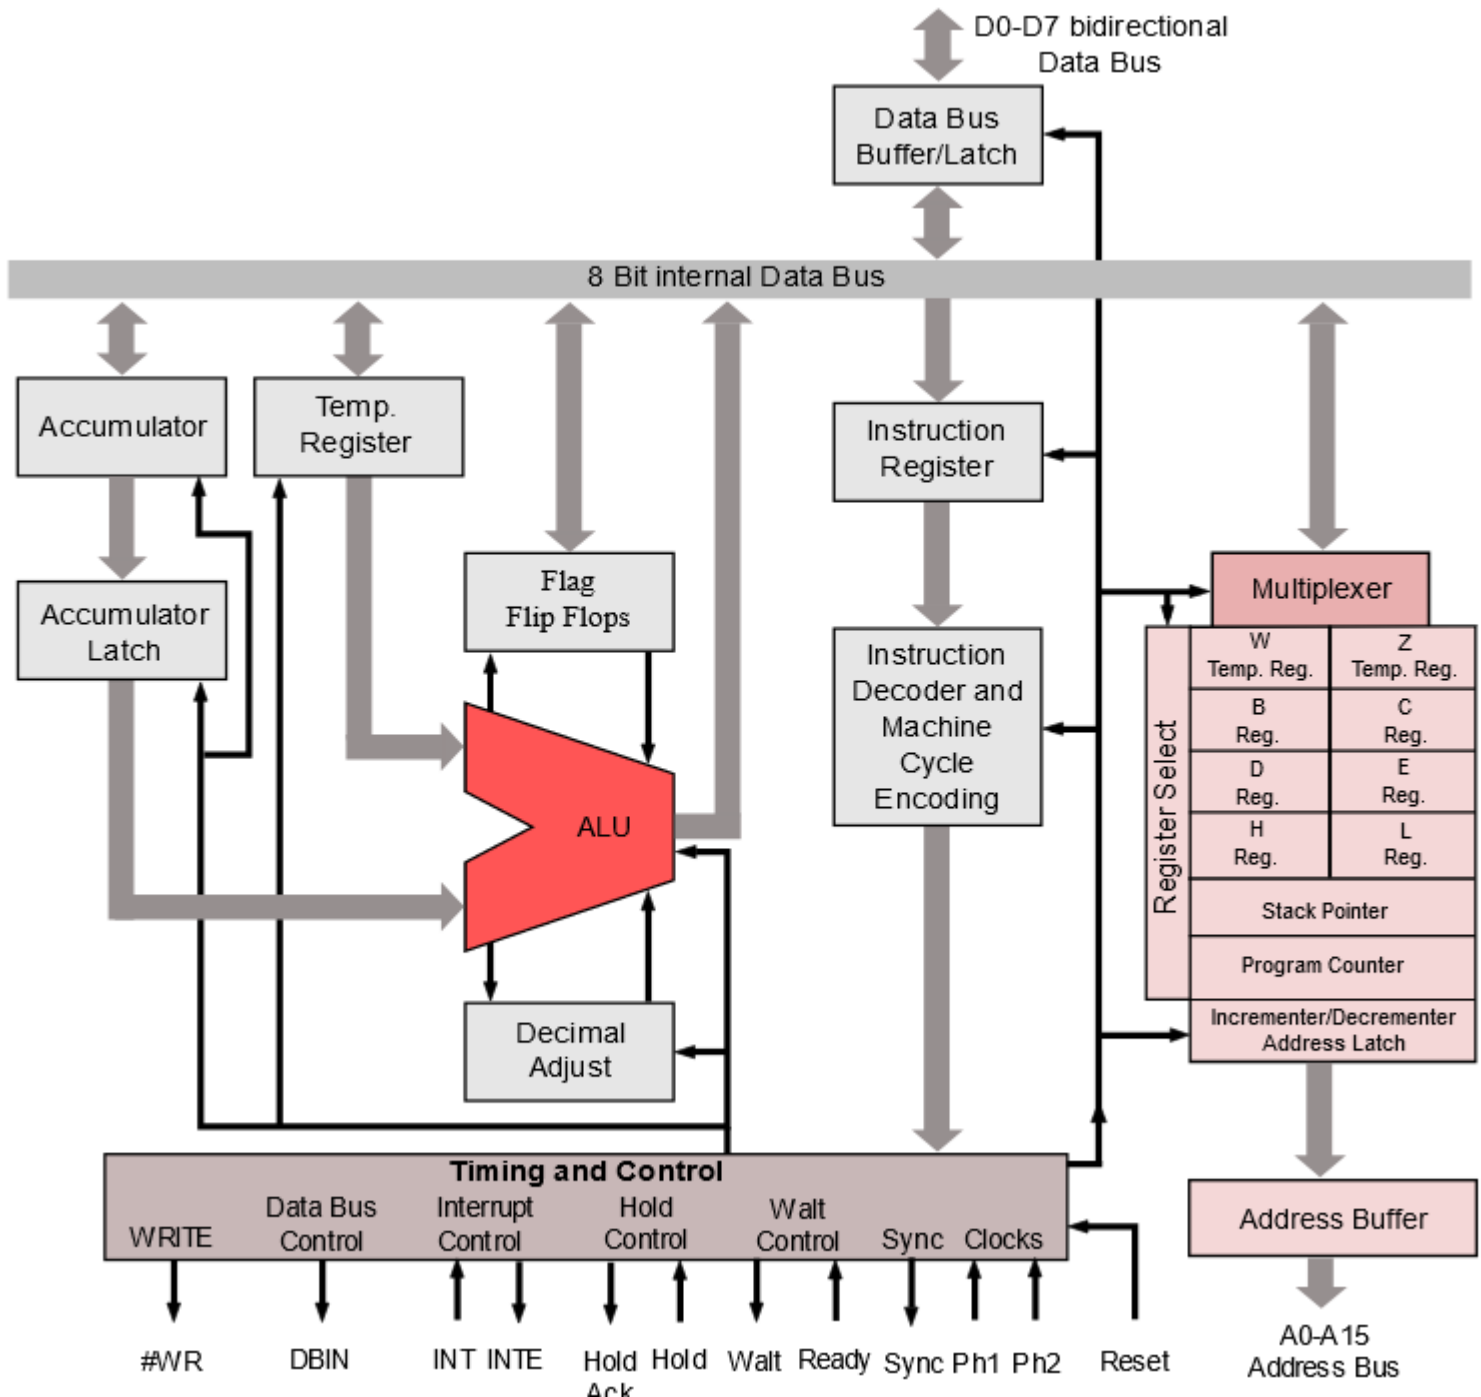 D0-D7 bidirectional
Data Bus
Data Bus
Buffer/Latch
8 Bit internal Data Bus
Accumulator
Temp.
Register
Instruction
Register
Accumulator
Latch
Flag
Flip Flops
Instruction
Decoder and
Machine
Cycle
Encoding
ALU
Decimal
Adjust
Multiplexer
Register Select
W
Temp. Reg.
Z
Temp. Reg.
B
Reg.
C
Reg.
D
Reg.
E
Reg.
H
Reg.
L
Reg.
Stack Pointer
Program Counter
Incrementer/Decrementer
Address Latch
Address Buffer
A0-A15
Address Bus
Timing and Control
WRITE
Data Bus
Control
Interrupt
Control
Hold
Control
Walt
Control
Sync
Clocks
#WR
DBIN
INT
INTE
Hold
Ack
Hold
Walt
Ready
Sync
Ph1
Ph2
Reset